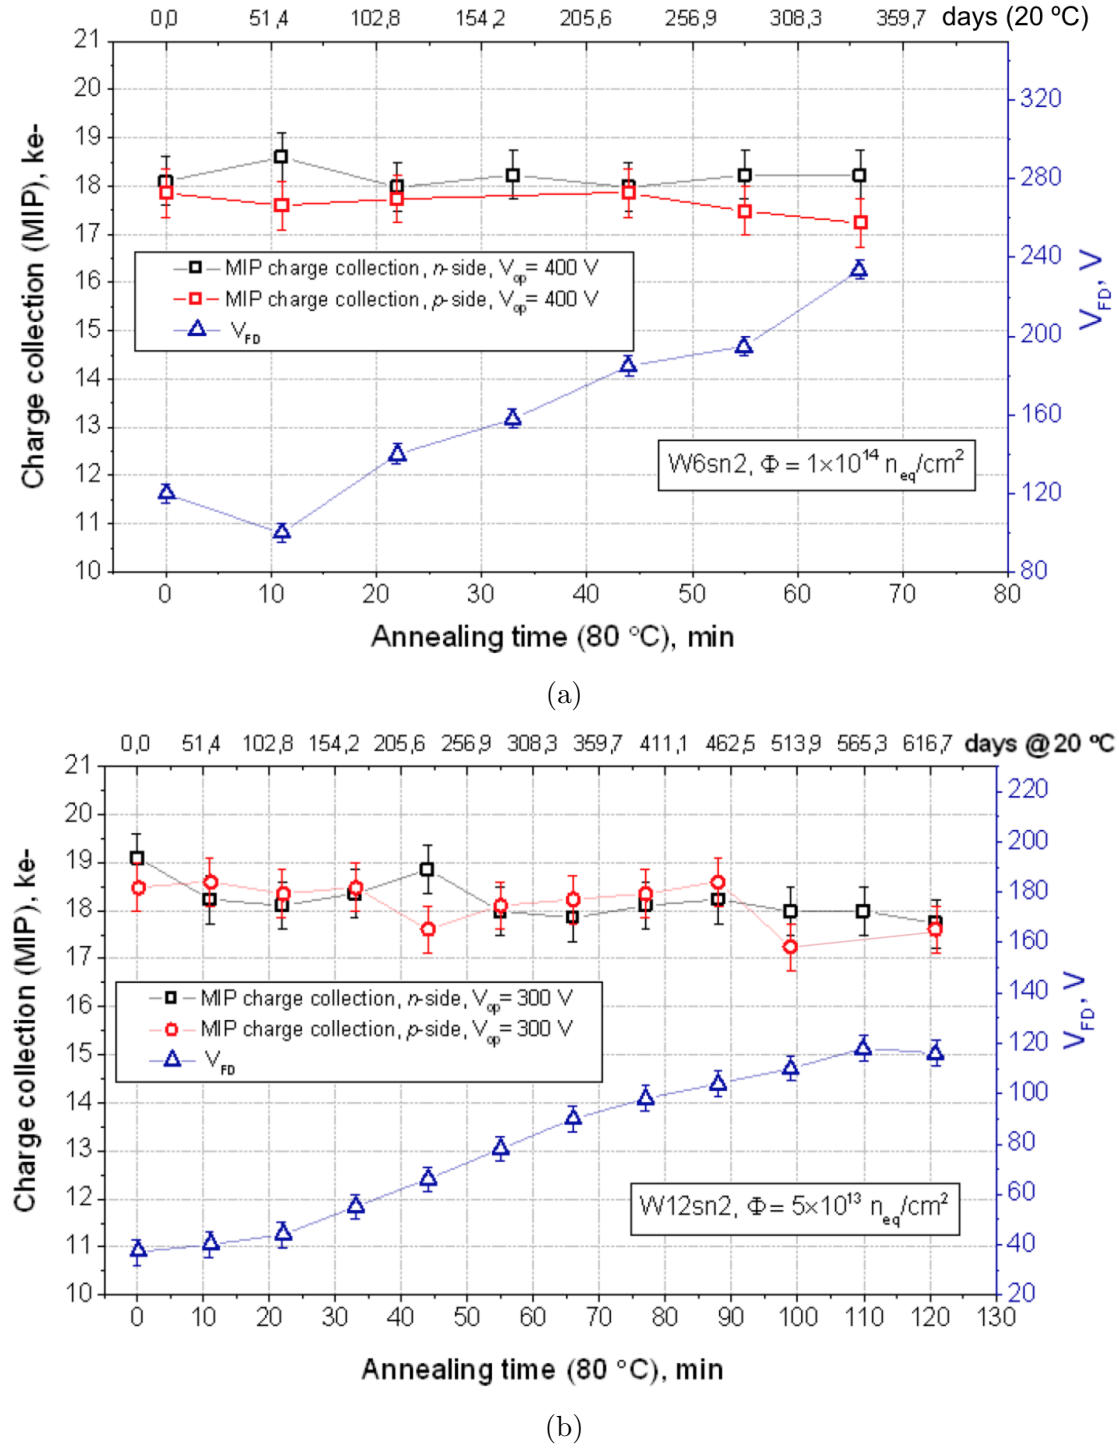 0,0 51,4 102,8 154,2 205,6 256,9 308,3 359,7 days (20 ºC)
21
20
19
18
17
16
15
14
13
12
11
10
Charge collection (MIP), ke-
MIP charge collection, n-side, Vop= 400 V
MIP charge collection, p-side, Vop= 400 V
VFD
W6sn2, Φ = 1×10¹⁴ neq/cm²
320
280
240
200
160
120
80
VFD, V
0 10 20 30 40 50 60 70 80
Annealing time (80 °C), min
(a)
0,0 51,4 102,8 154,2 205,6 256,9 308,3 359,7 411,1 462,5 513,9 565,3 616,7 days @20 ºC
21
20
19
18
17
16
15
14
13
12
11
10
Charge collection (MIP), ke-
MIP charge collection, n-side, Vop= 300 V
MIP charge collection, p-side, Vop= 300 V
VFD
W12sn2, Φ = 5×10¹³ neq/cm²
220
200
180
160
140
120
100
80
60
40
20
VFD, V
0 10 20 30 40 50 60 70 80 90 100 110 120 130
Annealing time (80 °C), min
(b)